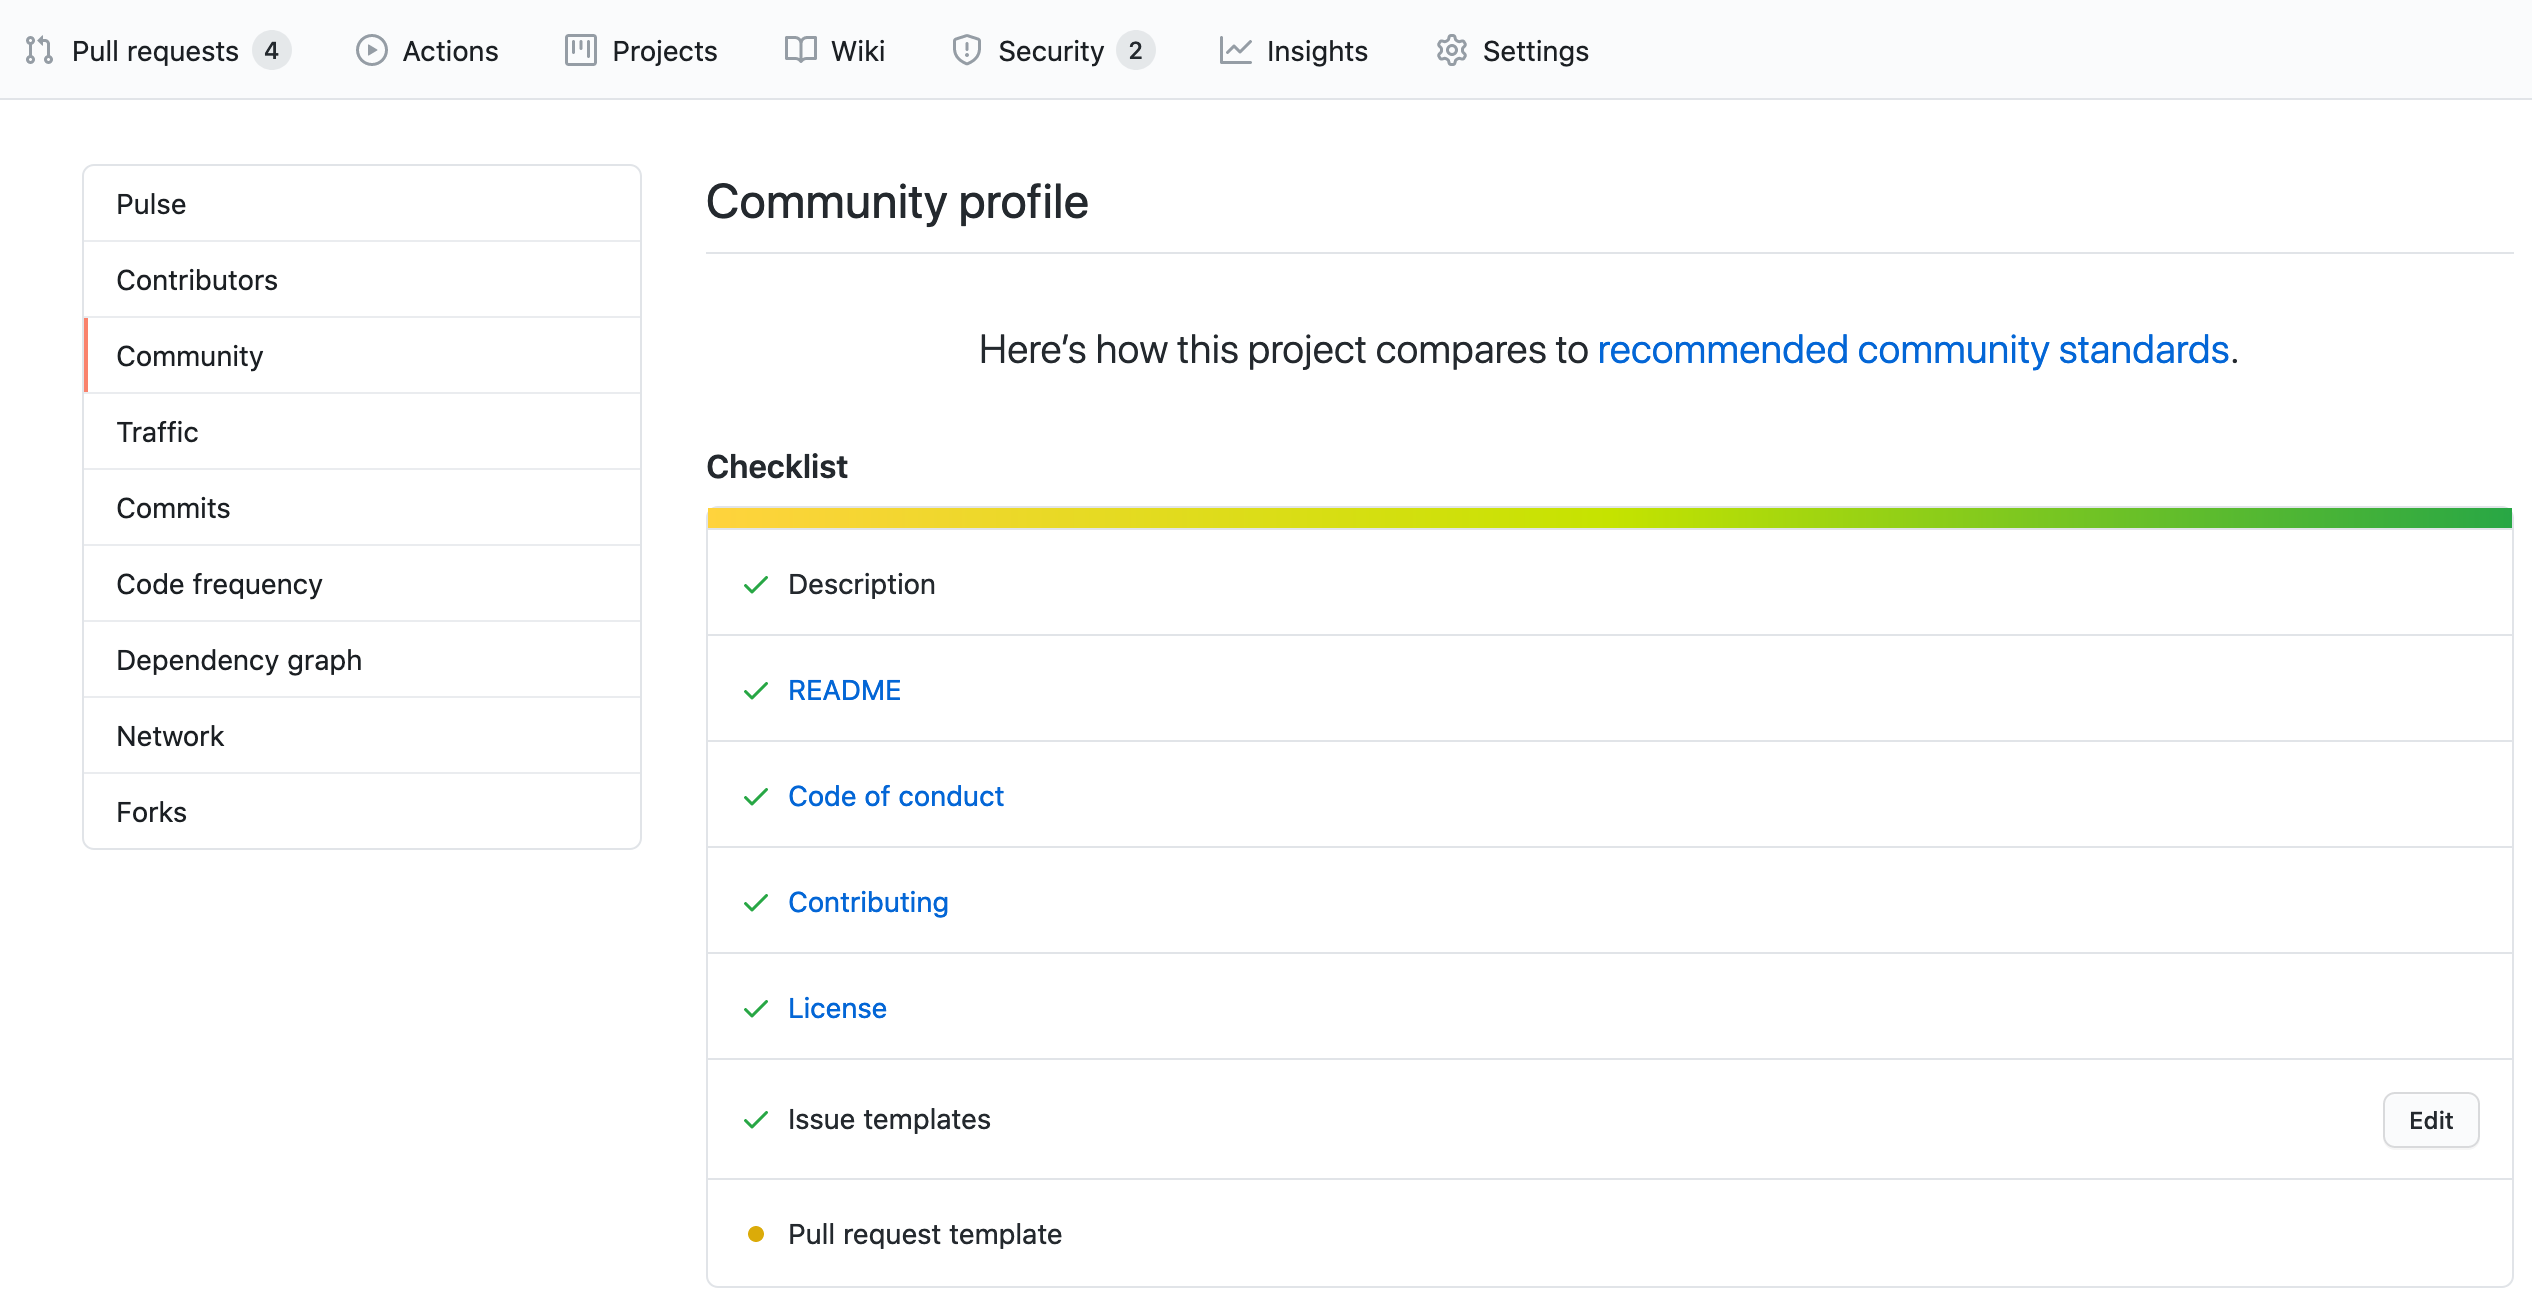 Pull requests 4 Actions Projects Wiki Security 2 Insights Settings
Pulse
Contributors
Community
Traffic
Commits
Code frequency
Dependency graph
Network
Forks
Community profile
Here’s how this project compares to recommended community standards.
Checklist
Description
README
Code of conduct
Contributing
License
Issue templates Edit
Pull request template